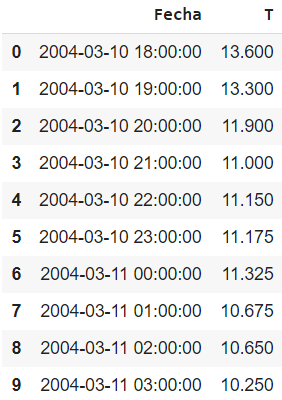 Fecha T
0 2004-03-10 18:00:00 13.600
1 2004-03-10 19:00:00 13.300
2 2004-03-10 20:00:00 11.900
3 2004-03-10 21:00:00 11.000
4 2004-03-10 22:00:00 11.150
5 2004-03-10 23:00:00 11.175
6 2004-03-11 00:00:00 11.325
7 2004-03-11 01:00:00 10.675
8 2004-03-11 02:00:00 10.650
9 2004-03-11 03:00:00 10.250